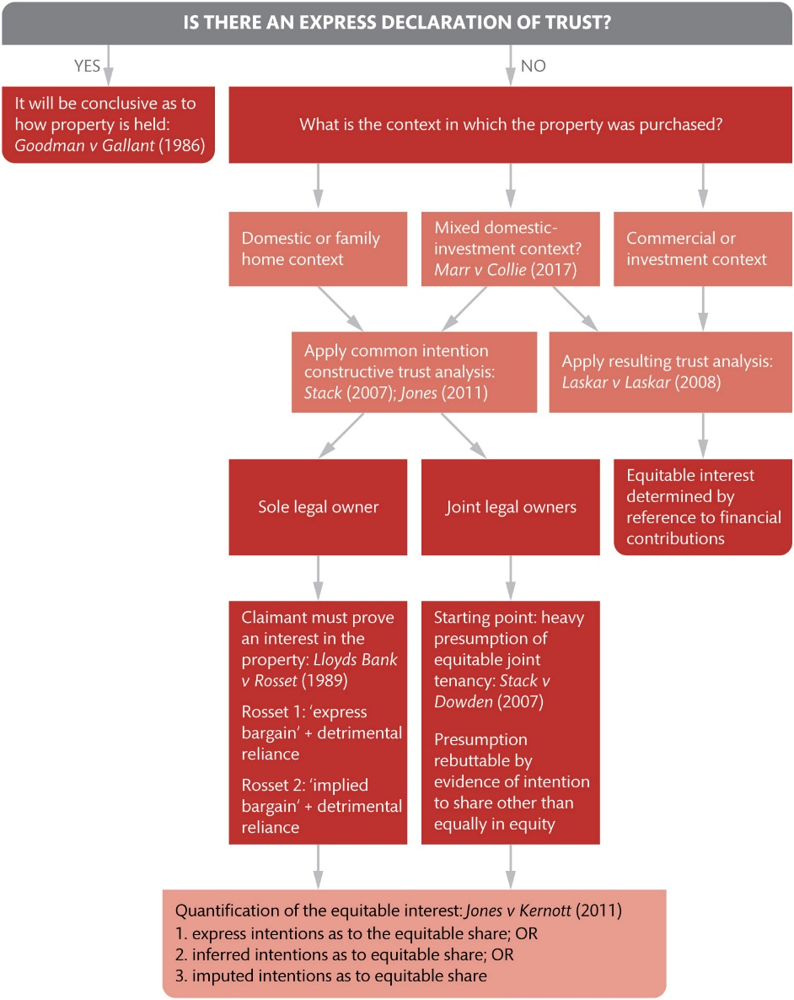 IS THERE AN EXPRESS DECLARATION OF TRUST?
YES
NO
It will be conclusive as to
how property is held:
Goodman v Gallant (1986)
What is the context in which the property was purchased?
Domestic or family
home context
Mixed domestic-
investment context?
Marr v Collie (2017)
Commercial or
investment context
Apply common intention
constructive trust analysis:
Stack (2007); Jones (2011)
Apply resulting trust analysis:
Laskar v Laskar (2008)
Sole legal owner
Joint legal owners
Equitable interest
determined by
reference to financial
contributions
Claimant must prove
an interest in the
property: Lloyds Bank
v Rosset (1989)
Rosset 1: ‘express
bargain’ + detrimental
reliance
Rosset 2: ‘implied
bargain’ + detrimental
reliance
Starting point: heavy
presumption of
equitable joint
tenancy: Stack v
Dowden (2007)
Presumption
rebuttable by
evidence of intention
to share other than
equally in equity
Quantification of the equitable interest: Jones v Kernott (2011)
1. express intentions as to the equitable share; OR
2. inferred intentions as to equitable share; OR
3. imputed intentions as to equitable share